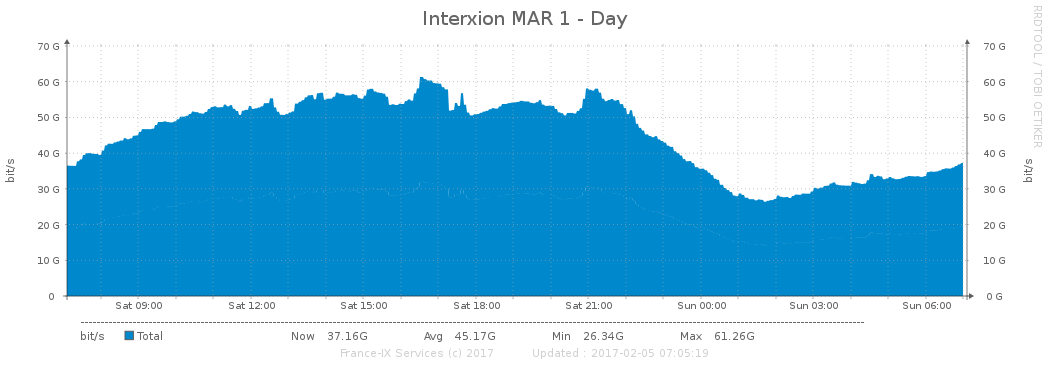 Interxion MAR 1 - Day
RRDTOOL / TOBI OETIKER
70 G 70 G
60 G 60 G
50 G 50 G
40 G 40 G
30 G 30 G
20 G 20 G
10 G 10 G
0 0 G
bit/s
bit/s
Sat 09:00 Sat 12:00 Sat 15:00 Sat 18:00 Sat 21:00 Sun 00:00 Sun 03:00 Sun 06:00
bit/s Total Now 37.16G Avg 45.17G Min 26.34G Max 61.26G
France-IX Services (c) 2017 Updated : 2017-02-05 07:05:19